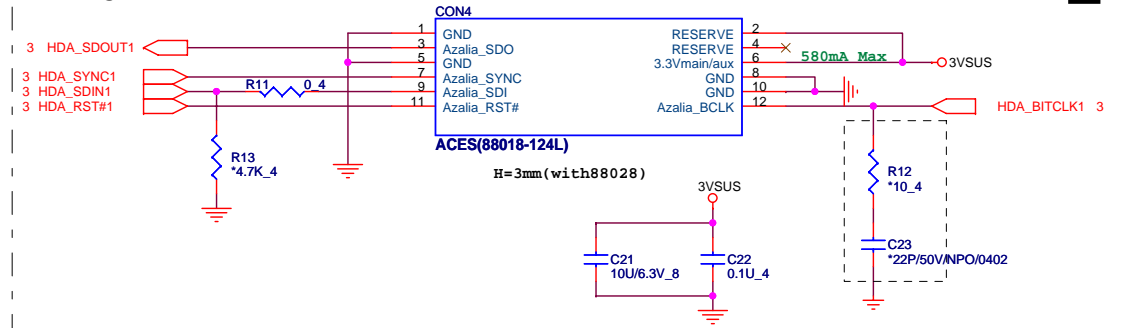 CON4
1 GND RESERVE 2
3 HDA_SDOUT1 3 Azalia_SDO RESERVE 4
5 GND 3.3Vmain/aux 6 580mA Max 3VSUS
3 HDA_SYNC1 7 Azalia_SYNC GND 8
3 HDA_SDIN1 R11 0_4 9 Azalia_SDI GND 10
3 HDA_RST#1 11 Azalia_RST# Azalia_BCLK 12 HDA_BITCLK1 3
ACES(88018-124L)
H=3mm(with88028)
R13
*4.7K_4
R12
*10_4
3VSUS
C23
*22P/50V/NPO/0402
C21
10U/6.3V_8
C22
0.1U_4